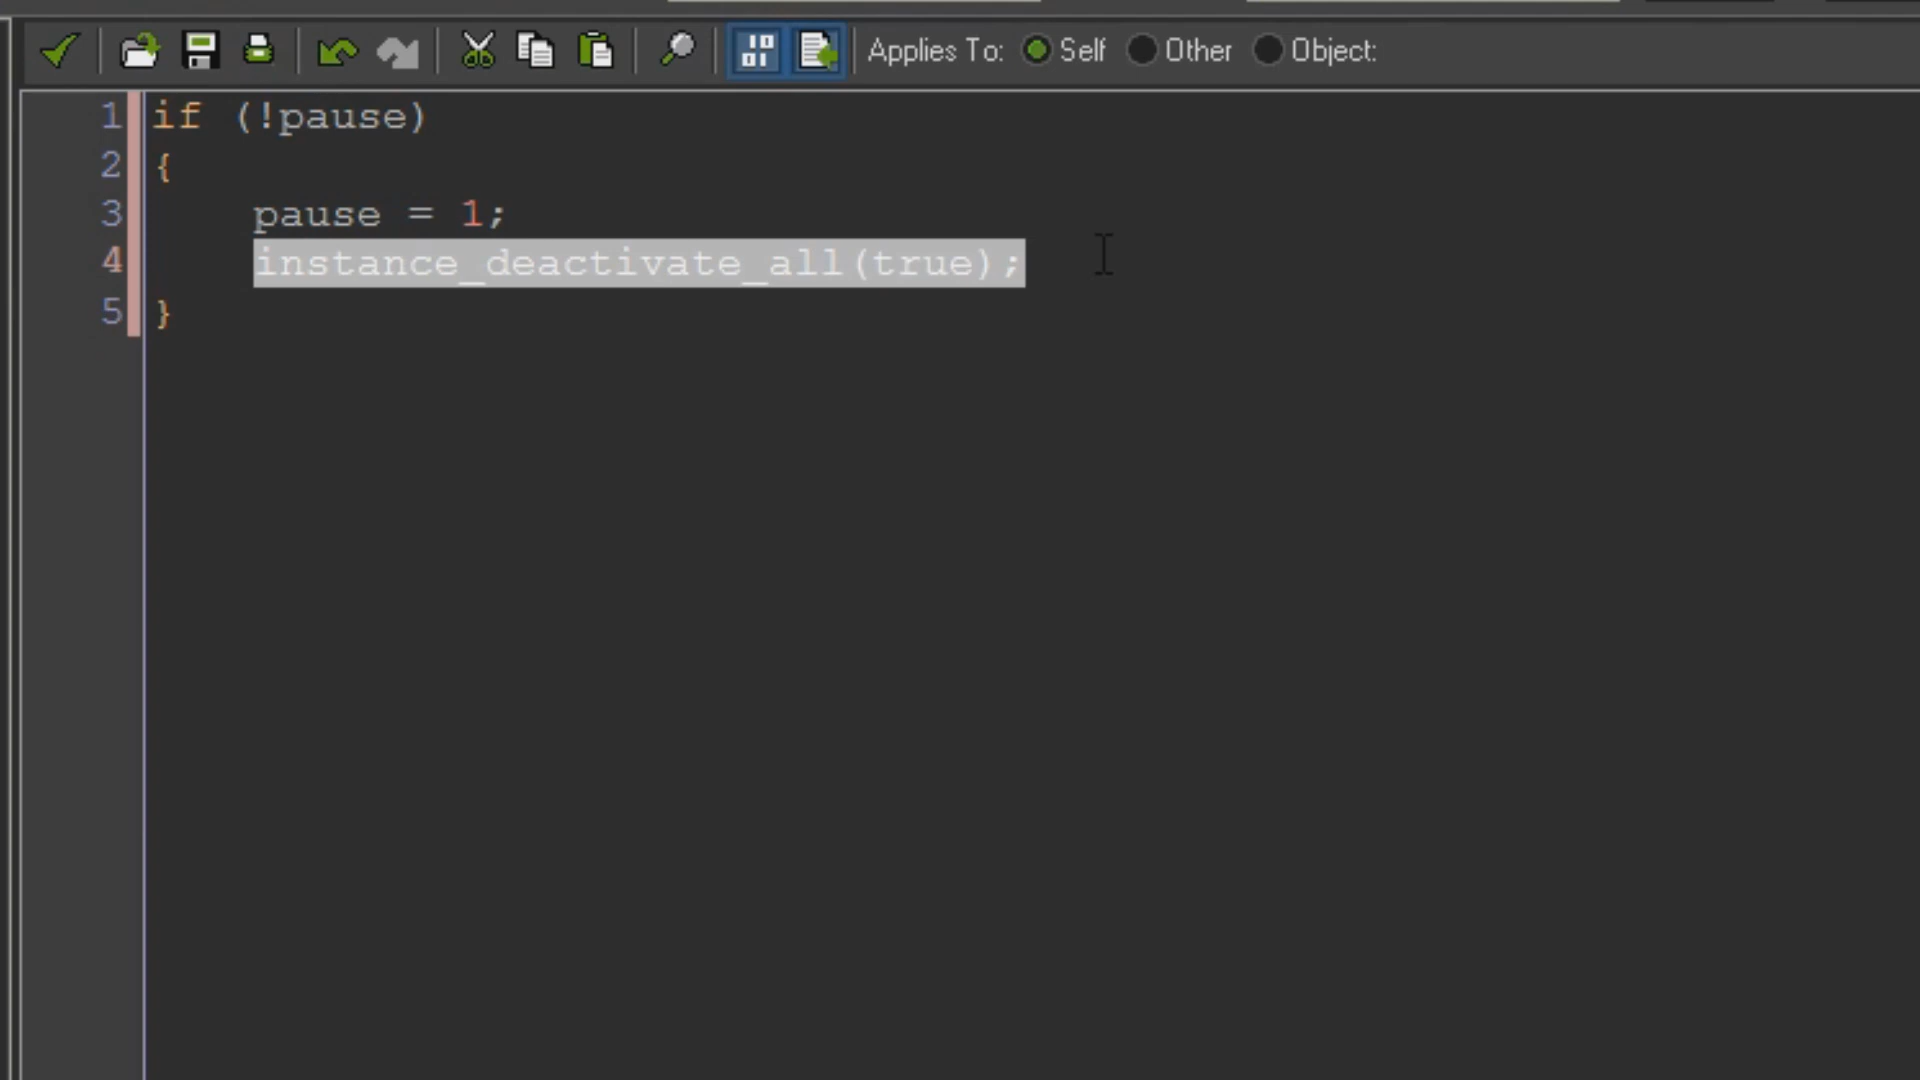 Applies To: Self Other Object:
1 if (!pause)
2 {
3 pause = 1;
4 instance_deactivate_all(true);
5 }